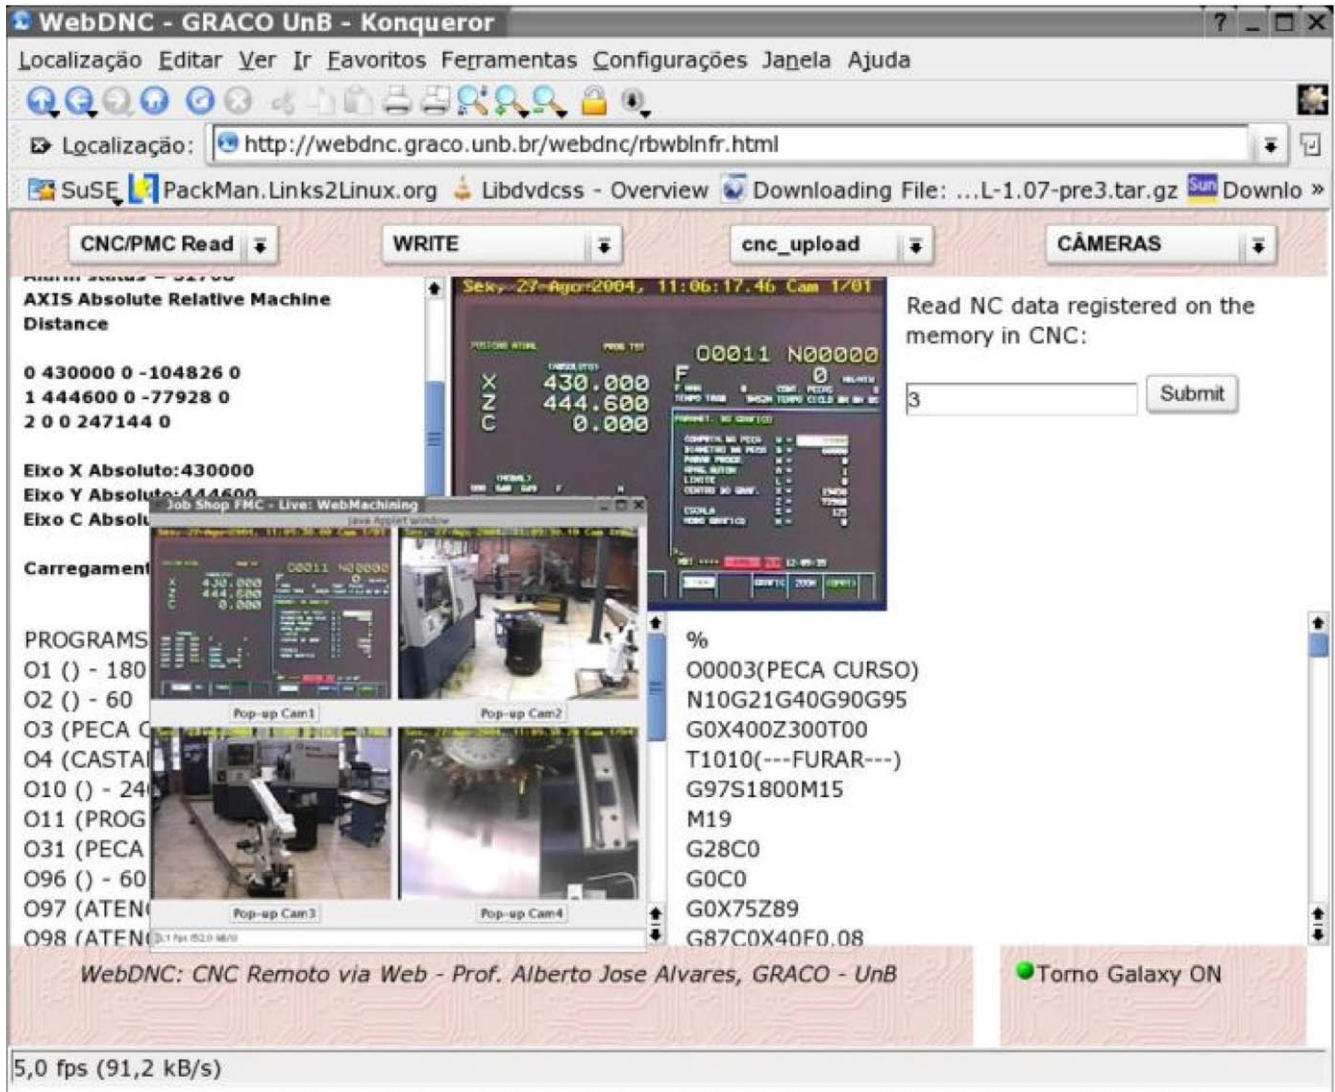 WebDNC - GRACO UnB - Konqueror
Localização Editar Ver Ir Favoritos Ferramentas Configurações Janela Ajuda
Localização: http://webdnc.graco.unb.br/webdnc/rbwblnfr.html
SuSE PackMan.Links2Linux.org Libdvdcss - Overview Downloading File: ...L-1.07-pre3.tar.gz Sun Downlo »
CNC/PMC Read WRITE cnc_upload CÂMERAS
AXIS Absolute Relative Machine
Distance
0 430000 0 -104826 0
1 444600 0 -77928 0
2 0 0 247144 0
Eixo X Absoluto:430000
Eixo Y Absoluto:444600
Eixo C Absolu
Carregament
Sex, 27-Ago-2004, 11:06:17.46 Cam 1/01
O0011 N00000
(ABSOLUTO)
X 430.000
Z 444.600
C 0.000
F 0
Read NC data registered on the
memory in CNC:
3 Submit
Job Shop FMC - Live: WebMachining
Java Applet Window
Pop-up Cam1
Pop-up Cam2
Pop-up Cam3
Pop-up Cam4
PROGRAMS
O1 () - 180
O2 () - 60
O3 (PECA C
O4 (CASTA
O10 () - 24
O11 (PROG
O31 (PECA
O96 () - 60
O97 (ATEN
O98 (ATEN
%
O0003(PECA CURSO)
N10G21G40G90G95
G0X400Z300T00
T1010(---FURAR---)
G97S1800M15
M19
G28C0
G0C0
G0X75Z89
G87C0X40F0.08
WebDNC: CNC Remoto via Web - Prof. Alberto Jose Alvares, GRACO - UnB
Torno Galaxy ON
5,0 fps (91,2 kB/s)